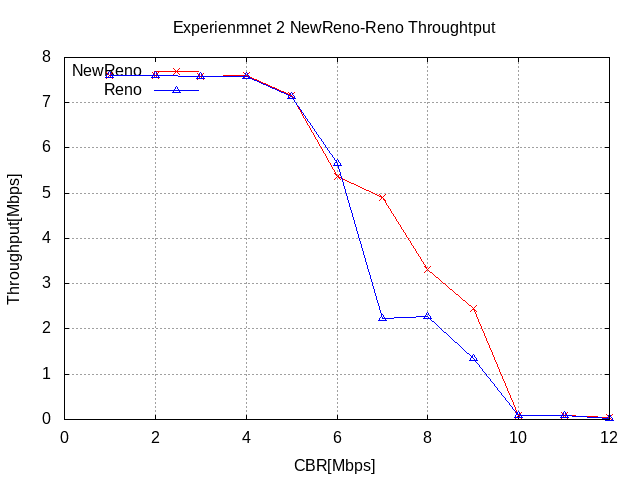 Experienmnet 2 NewReno-Reno Throughtput
8
7
6
5
4
3
2
1
0
NewReno
Reno
Throughput[Mbps]
0 2 4 6 8 10 12
CBR[Mbps]